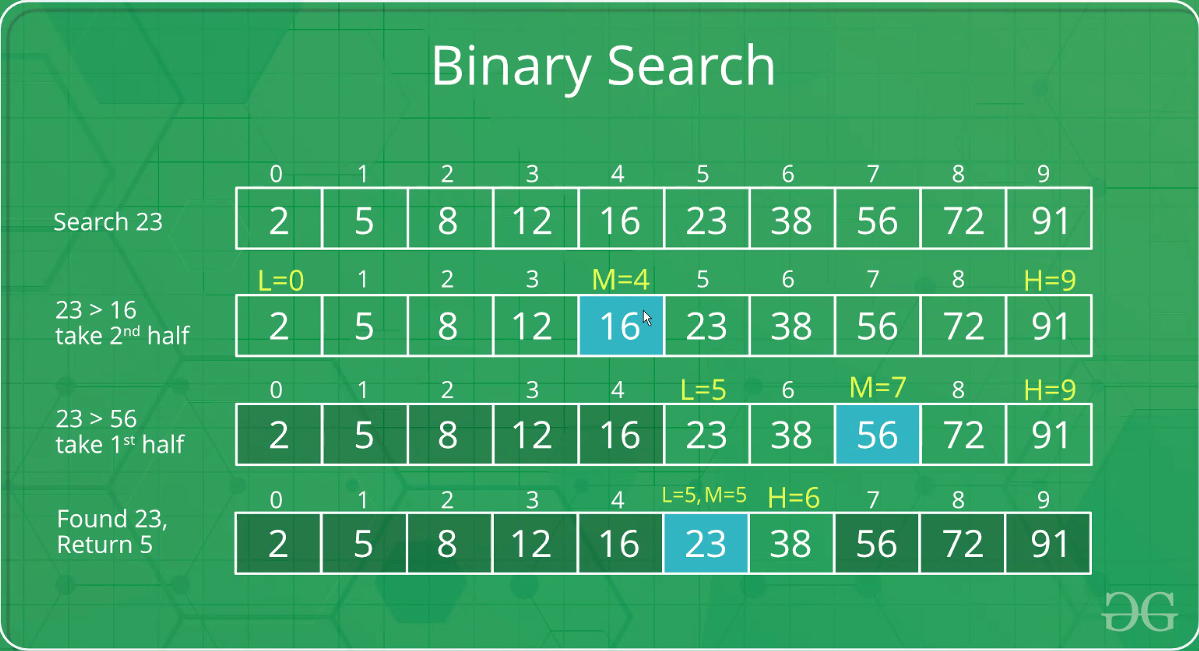 Binary Search
0 1 2 3 4 5 6 7 8 9
Search 23 2 5 8 12 16 23 38 56 72 91
L=0 1 2 3 M=4 5 6 7 8 H=9
23 > 16
take 2nd half 2 5 8 12 16 23 38 56 72 91
0 1 2 3 4 L=5 6 M=7 8 H=9
23 > 56
take 1st half 2 5 8 12 16 23 38 56 72 91
0 1 2 3 4 L=5, M=5 H=6 7 8 9
Found 23,
Return 5 2 5 8 12 16 23 38 56 72 91